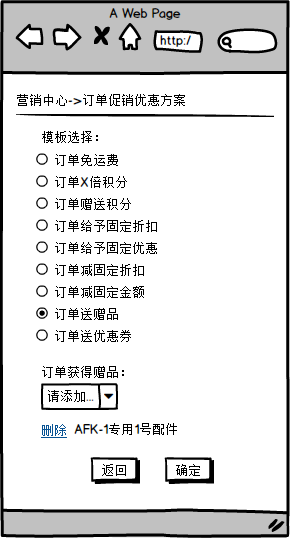 A Web Page
http:/
营销中心->订单促销优惠方案
模板选择：
订单免运费
订单X倍积分
订单赠送积分
订单给予固定折扣
订单给予固定优惠
订单减固定折扣
订单减固定金额
订单送赠品
订单送优惠券
订单获得赠品：
请添加...
删除 AFK-1专用1号配件
返回 确定